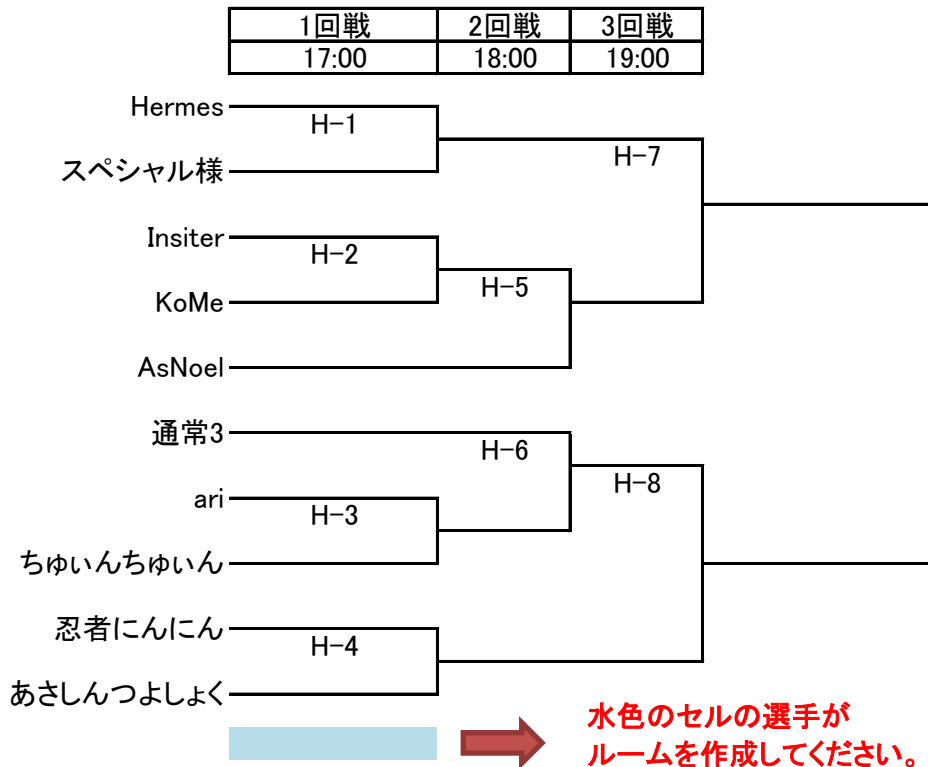 1回戦 2回戦 3回戦
17:00 18:00 19:00
Hermes
H-1
スペシャル様
H-7
Insiter
H-2
H-5
KoMe
AsNoel
通常3
H-6
H-8
ari
H-3
ちゅぃんちゅぃん
忍者にんにん
H-4
あさしんつよしょく
水色のセルの選手が
ルームを作成してください。